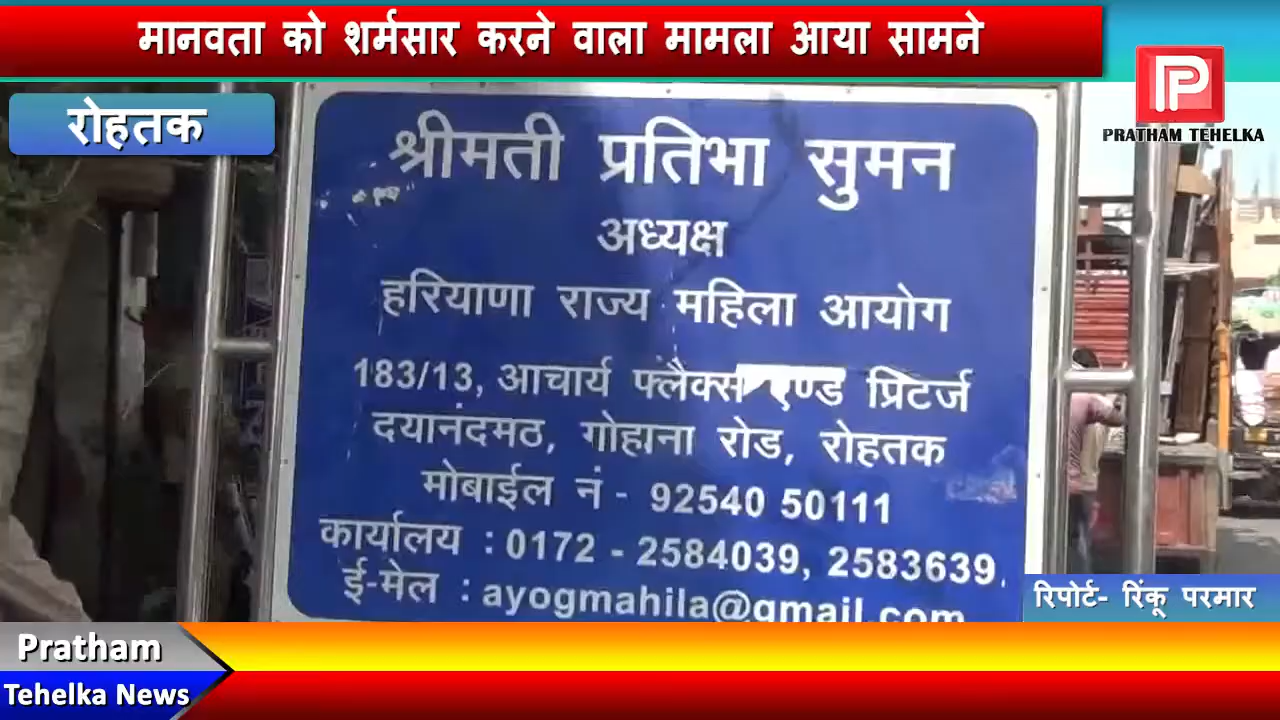 मानवता को शर्मसार करने वाला मामला आया सामने
रोहतक
PRATHAM TEHELKA
श्रीमती प्रतिभा सुमन
अध्यक्ष
हरियाणा राज्य महिला आयोग
183/13, आचार्य फ्लैक्स एण्ड प्रिटर्ज
दयानंदमठ, गोहाना रोड, रोहतक
मोबाईल नं - 92540 50111
कार्यालय : 0172 - 2584039, 2583639,
ई-मेल : ayogmahila@gmail.com
रिपोर्ट- रिंकू परमार
Pratham
Tehelka News